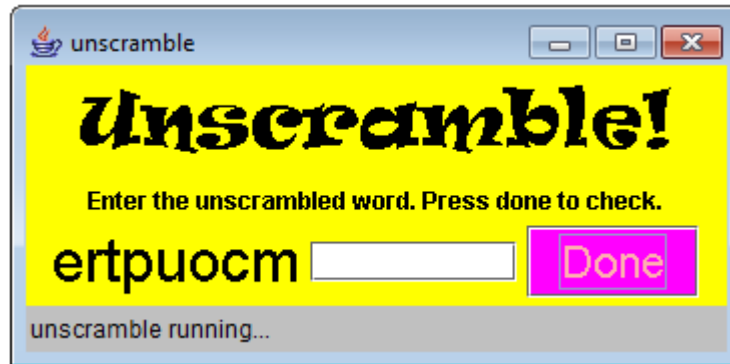 unscramble
Unscramble!
Enter the unscrambled word. Press done to check.
ertpuocm Done
unscramble running...